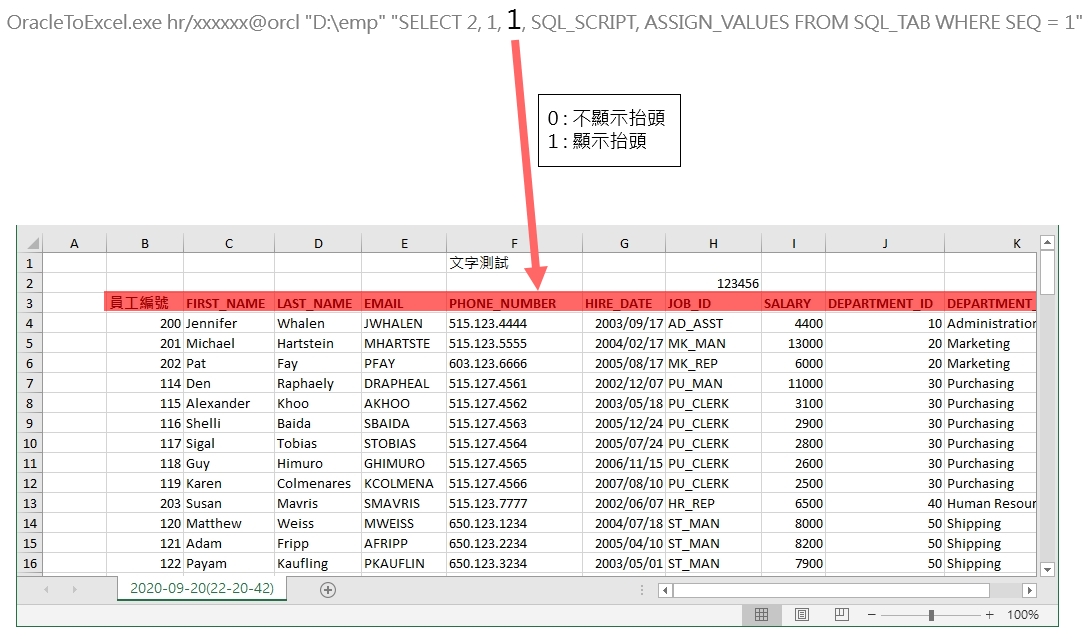 OracleToExcel.exe hr/xxxxxx@orcl "D:\emp" "SELECT 2, 1, 1, SQL_SCRIPT, ASSIGN_VALUES FROM SQL_TAB WHERE SEQ = 1"
0 : 不顯示抬頭
1 : 顯示抬頭
A B C D E F G H I J K
1 文字測試
2 123456
3 員工編號 FIRST_NAME LAST_NAME EMAIL PHONE_NUMBER HIRE_DATE JOB_ID SALARY DEPARTMENT_ID DEPARTMENT_
4 200 Jennifer Whalen JWHALEN 515.123.4444 2003/09/17 AD_ASST 4400 10 Administration
5 201 Michael Hartstein MHARTSTE 515.123.5555 2004/02/17 MK_MAN 13000 20 Marketing
6 202 Pat Fay PFAY 603.123.6666 2005/08/17 MK_REP 6000 20 Marketing
7 114 Den Raphaely DRAPHEAL 515.127.4561 2002/12/07 PU_MAN 11000 30 Purchasing
8 115 Alexander Khoo AKHOO 515.127.4562 2003/05/18 PU_CLERK 3100 30 Purchasing
9 116 Shelli Baida SBAIDA 515.127.4563 2005/12/24 PU_CLERK 2900 30 Purchasing
10 117 Sigal Tobias STOBIAS 515.127.4564 2005/07/24 PU_CLERK 2800 30 Purchasing
11 118 Guy Himuro GHIMURO 515.127.4565 2006/11/15 PU_CLERK 2600 30 Purchasing
12 119 Karen Colmenares KCOLMENA 515.127.4566 2007/08/10 PU_CLERK 2500 30 Purchasing
13 203 Susan Mavris SMAVRIS 515.123.7777 2002/06/07 HR_REP 6500 40 Human Resour
14 120 Matthew Weiss MWEISS 650.123.1234 2004/07/18 ST_MAN 8000 50 Shipping
15 121 Adam Fripp AFRIPP 650.123.2234 2005/04/10 ST_MAN 8200 50 Shipping
16 122 Payam Kaufling PKAUFLIN 650.123.3234 2003/05/01 ST_MAN 7900 50 Shipping
2020-09-20(22-20-42)
100%